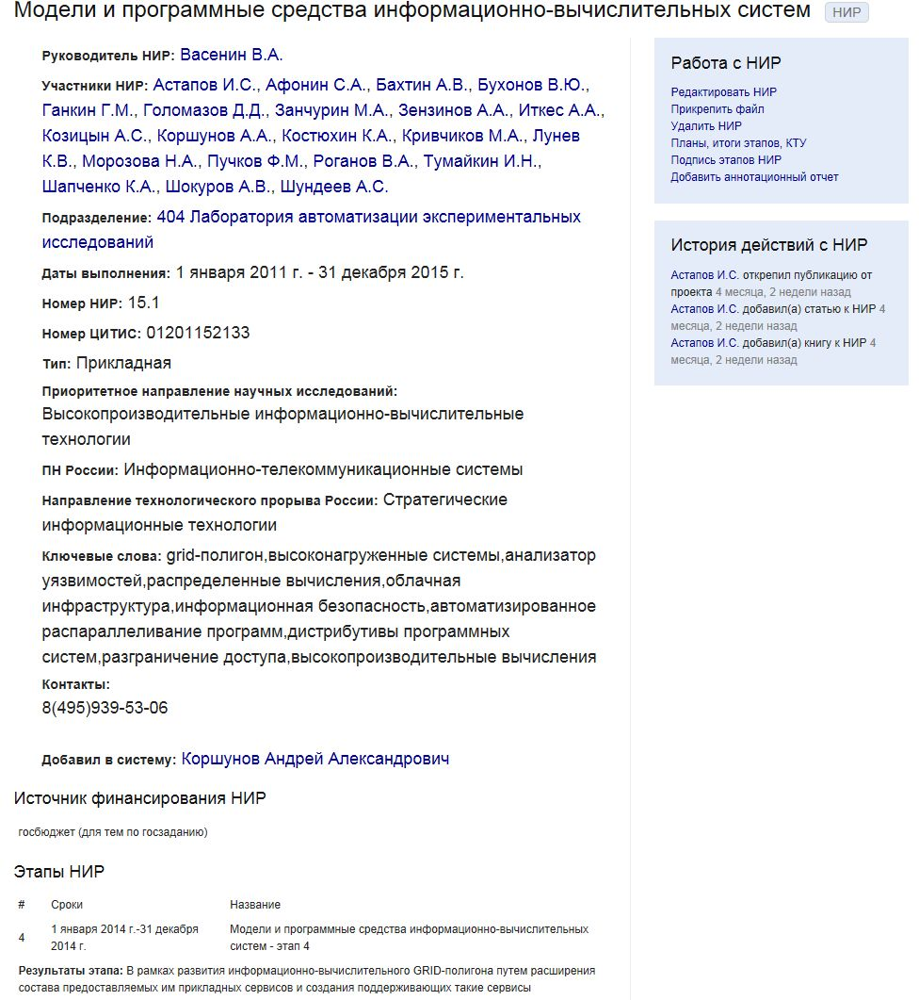 Модели и программные средства информационно-вычислительных систем НИР
Руководитель НИР: Васенин В.А.
Участники НИР: Астапов И.С., Афонин С.А., Бахтин А.В., Бухонов В.Ю.,
Ганкин Г.М., Голомазов Д.Д., Занчурин М.А., Зензинов А.А., Иткес А.А.,
Козицын А.С., Коршунов А.А., Костюхин К.А., Кривчиков М.А., Лунев
К.В., Морозова Н.А., Пучков Ф.М., Роганов В.А., Тумайкин И.Н.,
Шапченко К.А., Шокуров А.В., Шундеев А.С.
Подразделение: 404 Лаборатория автоматизации экспериментальных
исследований
Даты выполнения: 1 января 2011 г. - 31 декабря 2015 г.
Номер НИР: 15.1
Номер ЦИТИС: 01201152133
Тип: Прикладная
Приоритетное направление научных исследований:
Высокопроизводительные информационно-вычислительные
технологии
ПН России: Информационно-телекоммуникационные системы
Направление технологического прорыва России: Стратегические
информационные технологии
Ключевые слова: grid-полигон,высоконагруженные системы,анализатор
уязвимостей,распределенные вычисления,облачная
инфраструктура,информационная безопасность,автоматизированное
распараллеливание программ,дистрибутивы программных
систем,разграничение доступа,высокопроизводительные вычисления
Контакты:
8(495)939-53-06
Добавил в систему: Коршунов Андрей Александрович
Источник финансирования НИР
госбюджет (для тем по госзаданию)
Этапы НИР
# Сроки Название
4 1 января 2014 г.-31 декабря 2014 г. Модели и программные средства информационно-вычислительных систем - этап 4
Результаты этапа: В рамках развития информационно-вычислительного GRID-полигона путем расширения
состава предоставляемых им прикладных сервисов и создания поддерживающих такие сервисы
Работа с НИР
Редактировать НИР
Прикрепить файл
Удалить НИР
Планы, итоги этапов, КТУ
Подпись этапов НИР
Добавить аннотационный отчет
История действий с НИР
Астапов И.С. открепил публикацию от
проекта 4 месяца, 2 недели назад
Астапов И.С. добавил(а) статью к НИР 4
месяца, 2 недели назад
Астапов И.С. добавил(а) книгу к НИР 4
месяца, 2 недели назад